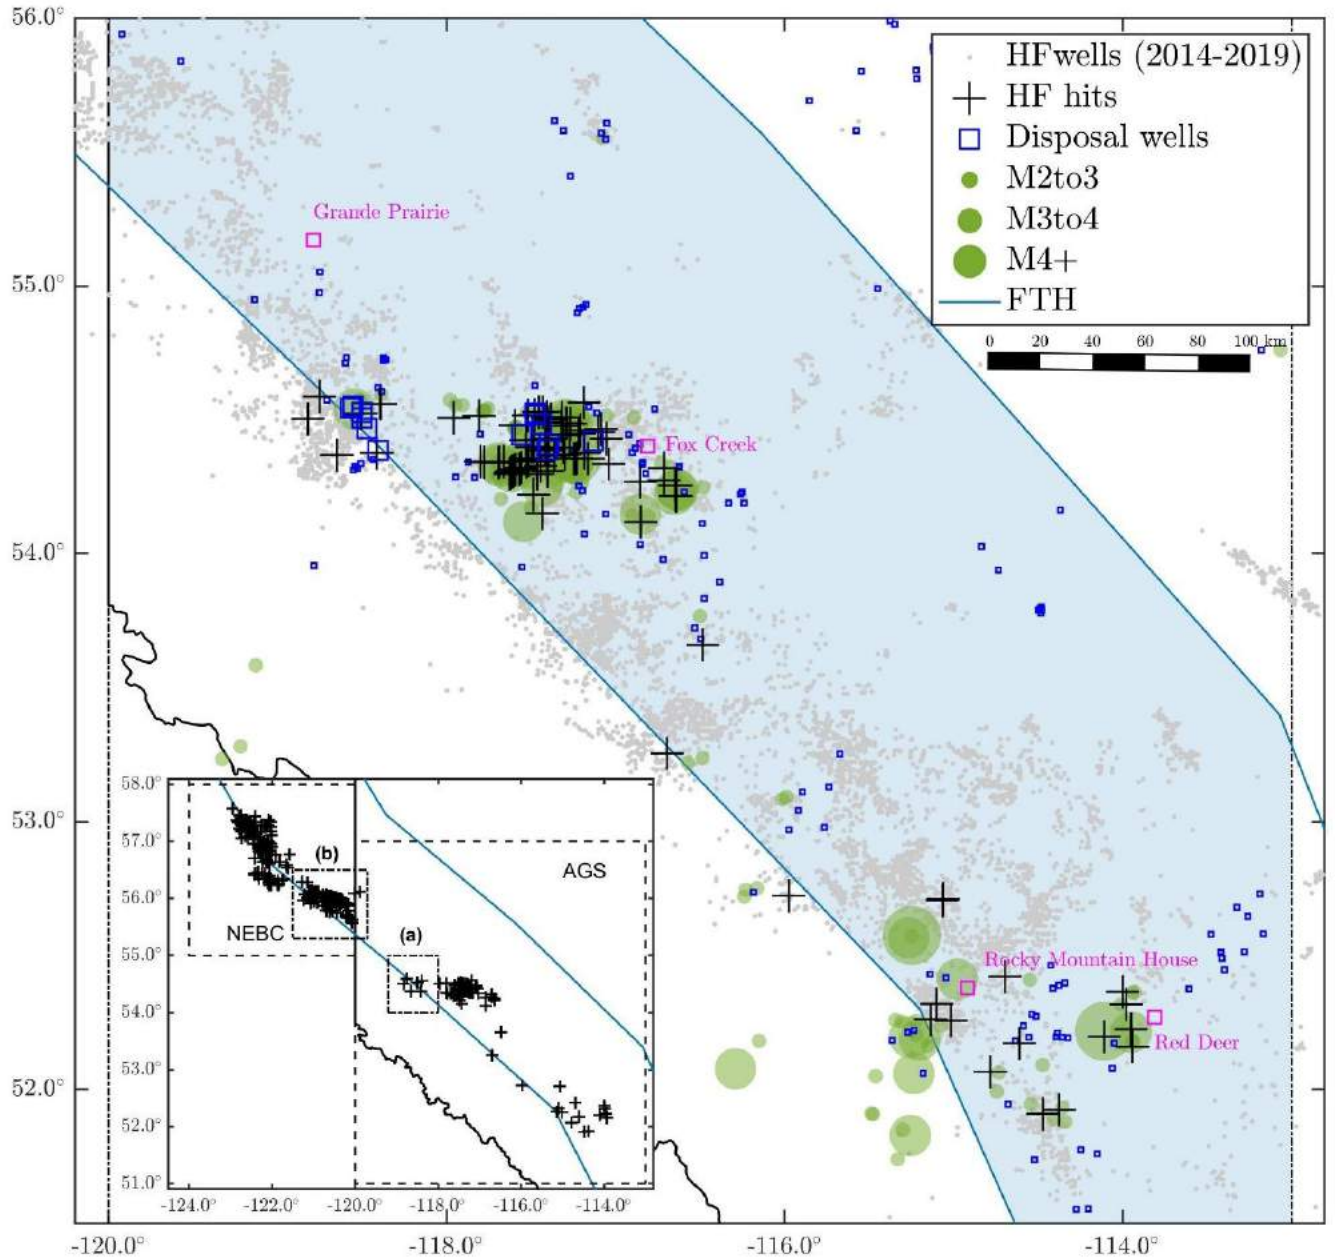 56.0°
55.0°
54.0°
53.0°
52.0°
HFwells (2014-2019)
HF hits
Disposal wells
M2to3
M3to4
M4+
FTH
0 20 40 60 80 100 km
Grande Prairie
Fox Creek
Rocky Mountain House
Red Deer
58.0°
57.0°
56.0°
55.0°
54.0°
53.0°
52.0°
51.0°
(b)
AGS
NEBC
(a)
-124.0° -122.0° -120.0° -118.0° -116.0° -114.0°
-120.0° -118.0° -116.0° -114.0°